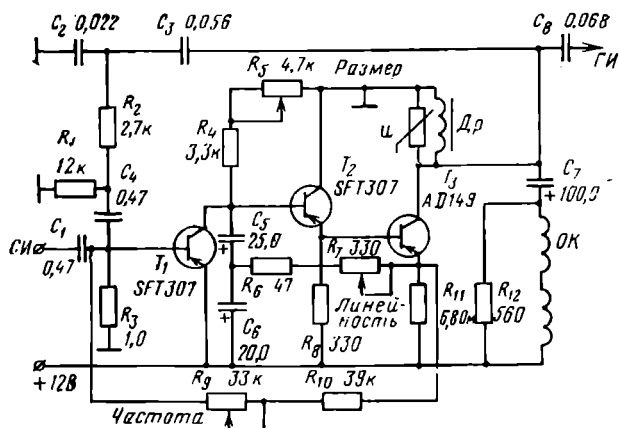 C2 0,022
C3 0,056
C8 0,068
ГИ
R5 4,7к
Размер
R2
2,7к
R4
3,3к
u
Др
R1
12к
C4
0,47
T2
SFT307
T3
AD149
C7
+100,0
C1
СИ
0,47
T1
SFT307
C5
25,0
+
R7 330
ОК
R6 47
Линей-
ность
R3
1,0
+
C6
20,0
R8
330
R11
6,80м
R12
560
+12В
R9 33к
R10 39к
Частота